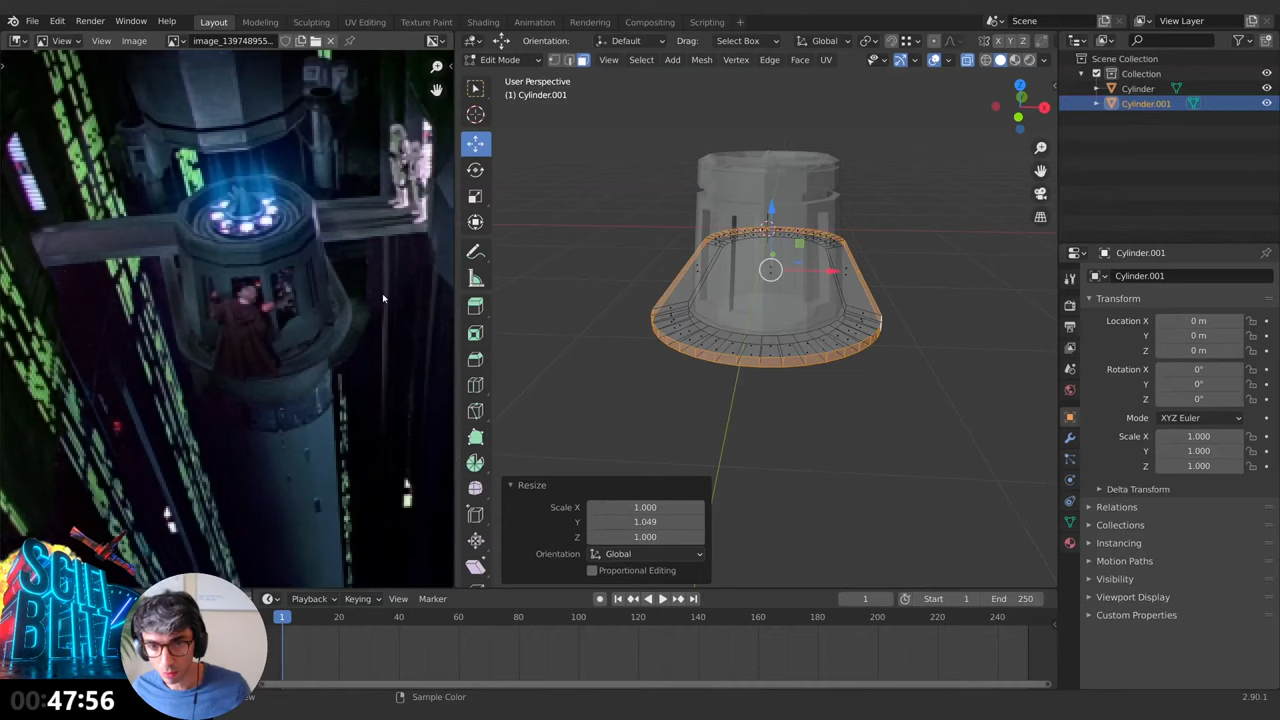 File Edit Render Window Help
Layout Modeling Sculpting UV Editing Texture Paint Shading Animation Rendering Compositing Scripting +
Scene
View Layer
View View Image
image_139748955...
Orientation: Default Drag: Select Box Global
X Y Z
Edit Mode View Select Add Mesh Vertex Edge Face UV
User Perspective
(1) Cylinder.001
Z
Y
X
Scene Collection
Collection
Cylinder
Cylinder.001
Cylinder.001
Cylinder.001
Transform
Location X 0 m
Y 0 m
Z 0 m
Rotation X 0°
Y 0°
Z 0°
Mode XYZ Euler
Scale X 1.000
Y 1.000
Z 1.000
Delta Transform
Relations
Collections
Instancing
Motion Paths
Visibility
Viewport Display
Custom Properties
Resize
Scale X 1.000
Y 1.049
Z 1.000
Orientation Global
Proportional Editing
Playback Keying View Marker
1 Start 1 End 250
1 20 40 60 80 100 120 140 160 180 200 220 240
SCIFI
BLITZ
00:47:56
Sample Color
2.90.1